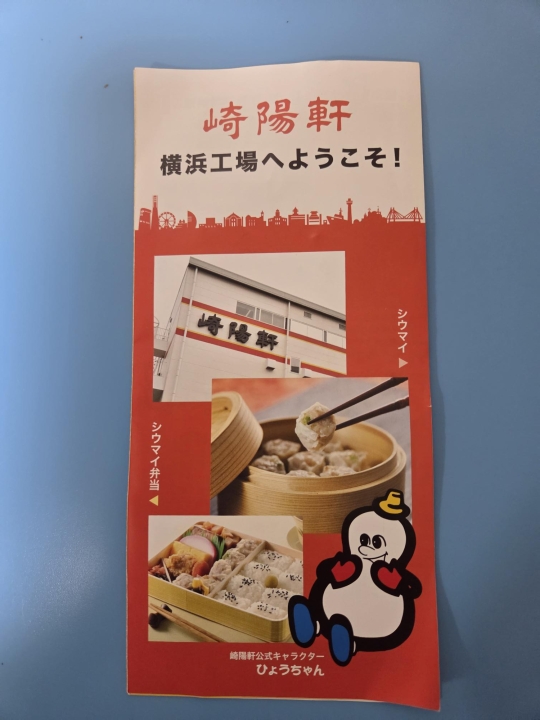 崎陽軒
横浜工場へようこそ！
崎陽軒
シウマイ▶
シウマイ弁当◀
崎陽軒公式キャラクター
ひょうちゃん